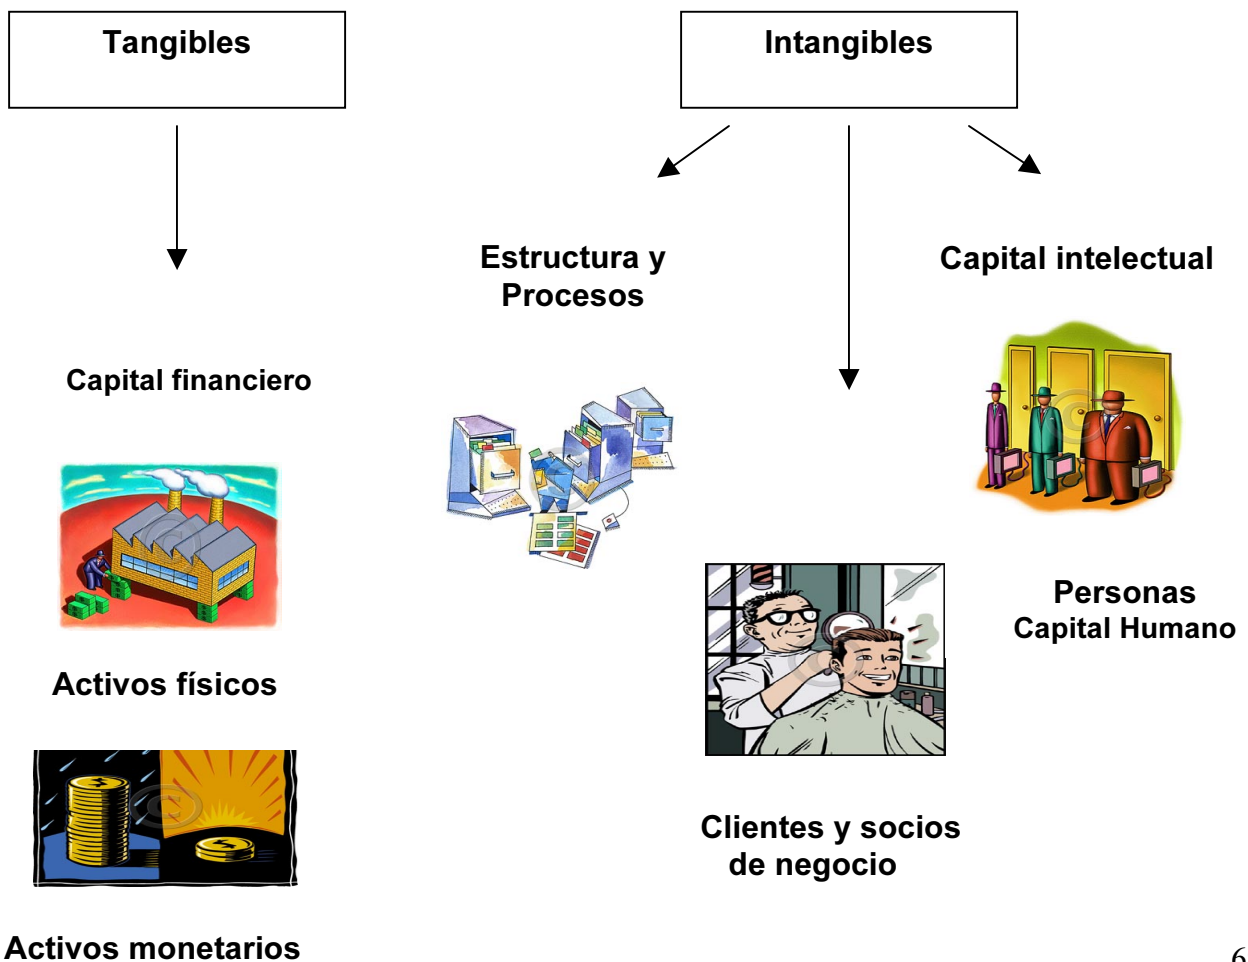 Tangibles
Intangibles
Estructura y
Procesos
Capital intelectual
Capital financiero
Personas
Capital Humano
Activos físicos
Clientes y socios
de negocio
Activos monetarios
6